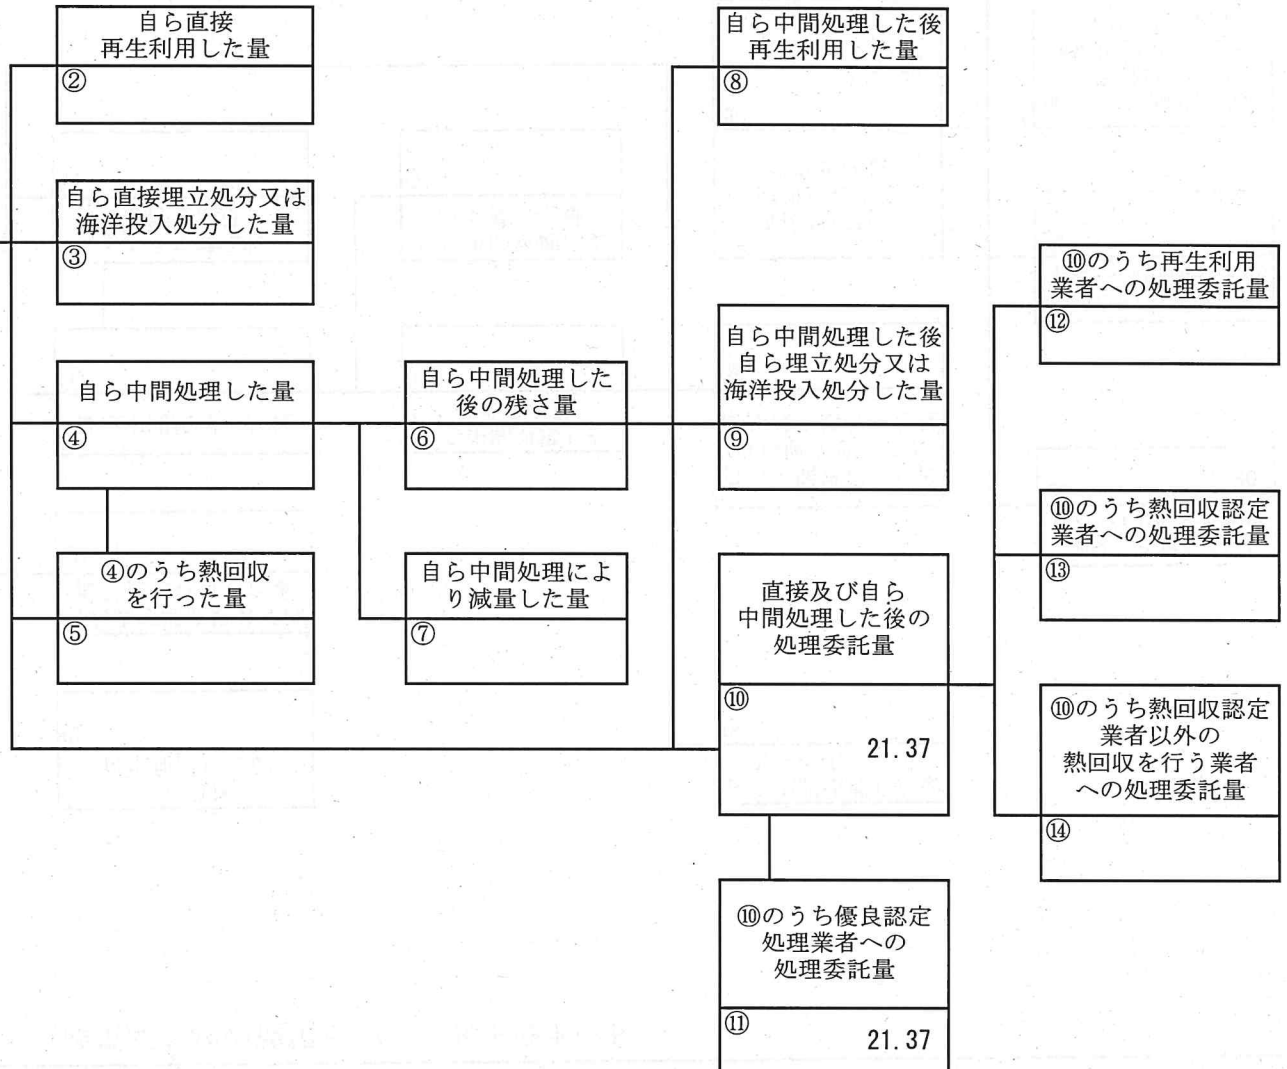 自ら直接
再生利用した量
②
自ら直接埋立処分又は
海洋投入処分した量
③
自ら中間処理した量
④
④のうち熱回収
を行った量
⑤
自ら中間処理した
後の残さ量
⑥
自ら中間処理によ
り減量した量
⑦
自ら中間処理した後
再生利用した量
⑧
自ら中間処理した後
自ら埋立処分又は
海洋投入処分した量
⑨
直接及び自ら
中間処理した後の
処理委託量
⑩
21.37
⑩のうち優良認定
処理業者への
処理委託量
⑪
21.37
⑩のうち再生利用
業者への処理委託量
⑫
⑩のうち熱回収認定
業者への処理委託量
⑬
⑩のうち熱回収認定
業者以外の
熱回収を行う業者
への処理委託量
⑭